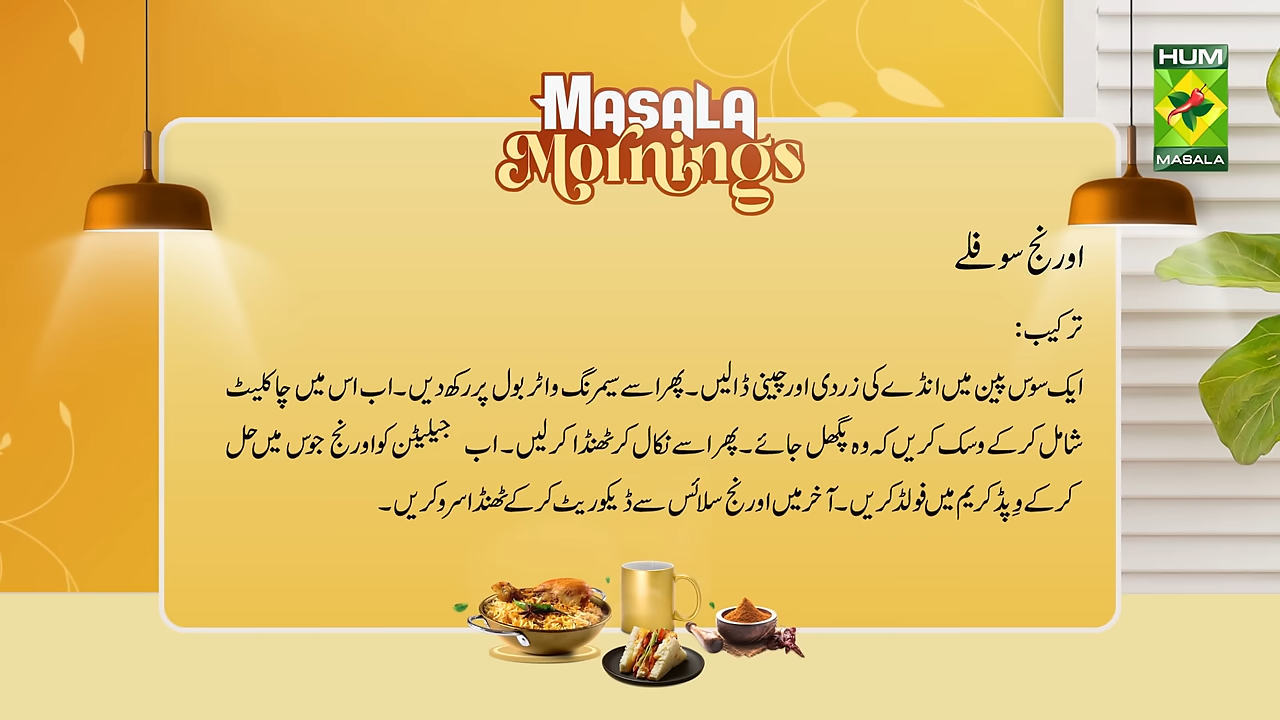 MASALA
Mornings
HUM
MASALA
اورنج سوفلے
ترکیب:
ایک سوس پین میں انڈے کی زردی اور چینی ڈالیں۔ پھر اسے سیمرنگ واٹر بول پر رکھ دیں۔ اب اس میں چاکلیٹ
شامل کر کے وسک کریں کہ وہ پگھل جائے۔ پھر اسے نکال کر ٹھنڈا کر لیں۔ اب جیلیٹن کو اورنج جوس میں حل
کر کے وِپڈ کریم میں فولڈ کریں۔ آخر میں اورنج سلائس سے ڈیکوریٹ کر کے ٹھنڈا سرو کریں۔